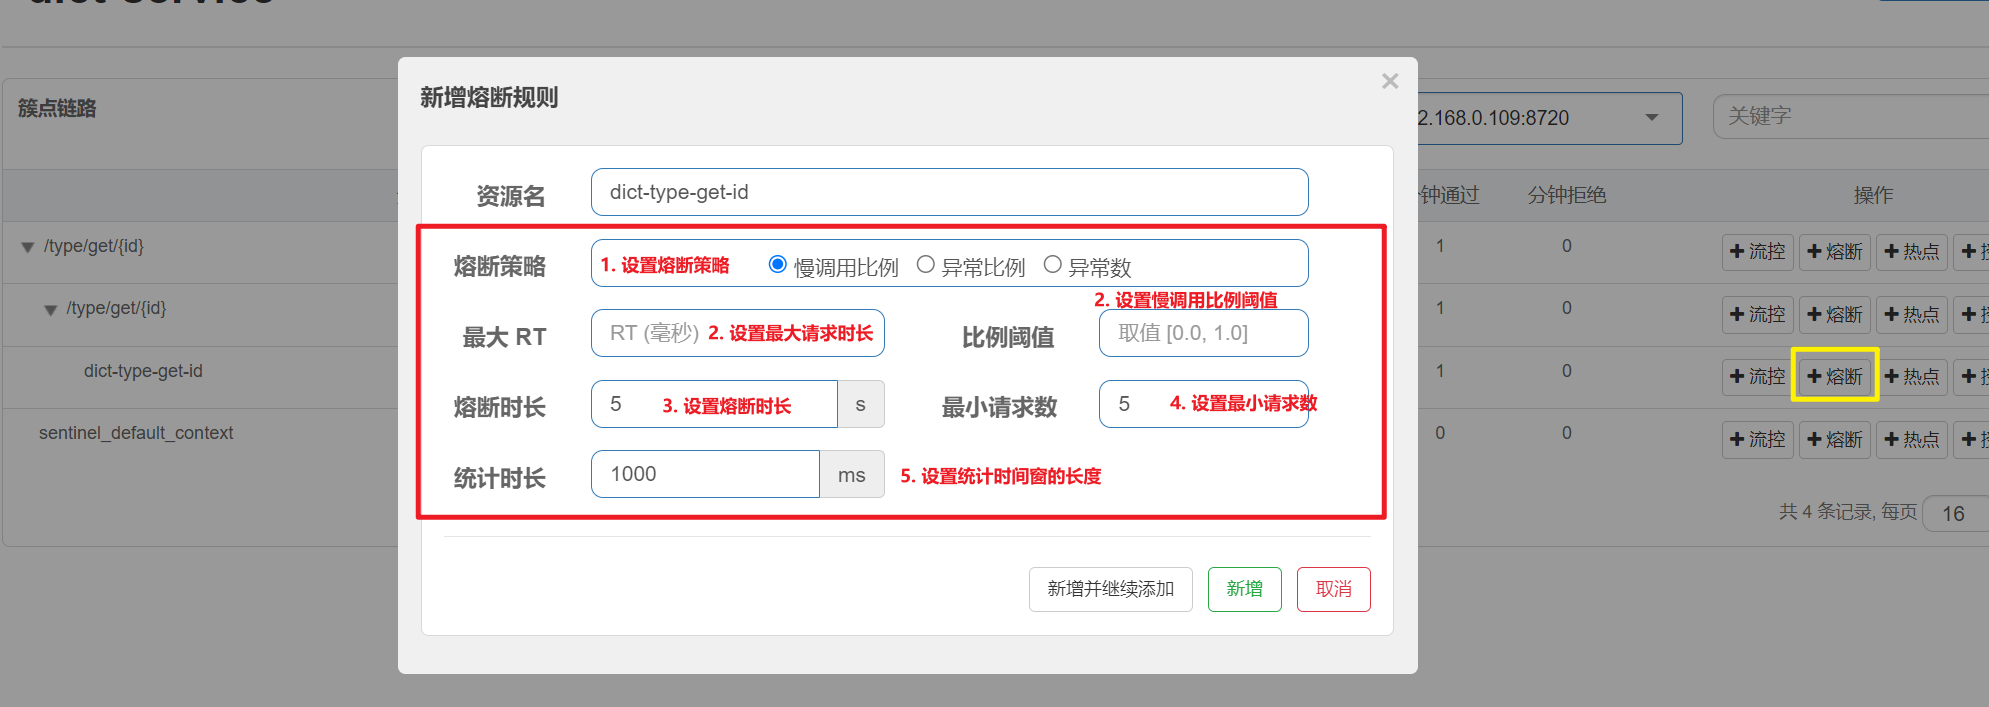 dict-service
簇点链路
2.168.0.109:8720
关键字
新增熔断规则
×
资源名
dict-type-get-id
熔断策略
1. 设置熔断策略
慢调用比例
异常比例
异常数
最大 RT
RT (毫秒)
2. 设置最大请求时长
2. 设置慢调用比例阈值
比例阈值
取值 [0.0, 1.0]
熔断时长
5
3. 设置熔断时长
s
最小请求数
5
4. 设置最小请求数
统计时长
1000
ms
5. 设置统计时间窗的长度
新增并继续添加
新增
取消
钟通过
分钟拒绝
操作
/type/get/{id}
1
0
流控
熔断
热点
/type/get/{id}
1
0
流控
熔断
热点
dict-type-get-id
1
0
流控
熔断
热点
sentinel_default_context
0
0
流控
熔断
热点
共 4 条记录, 每页
16